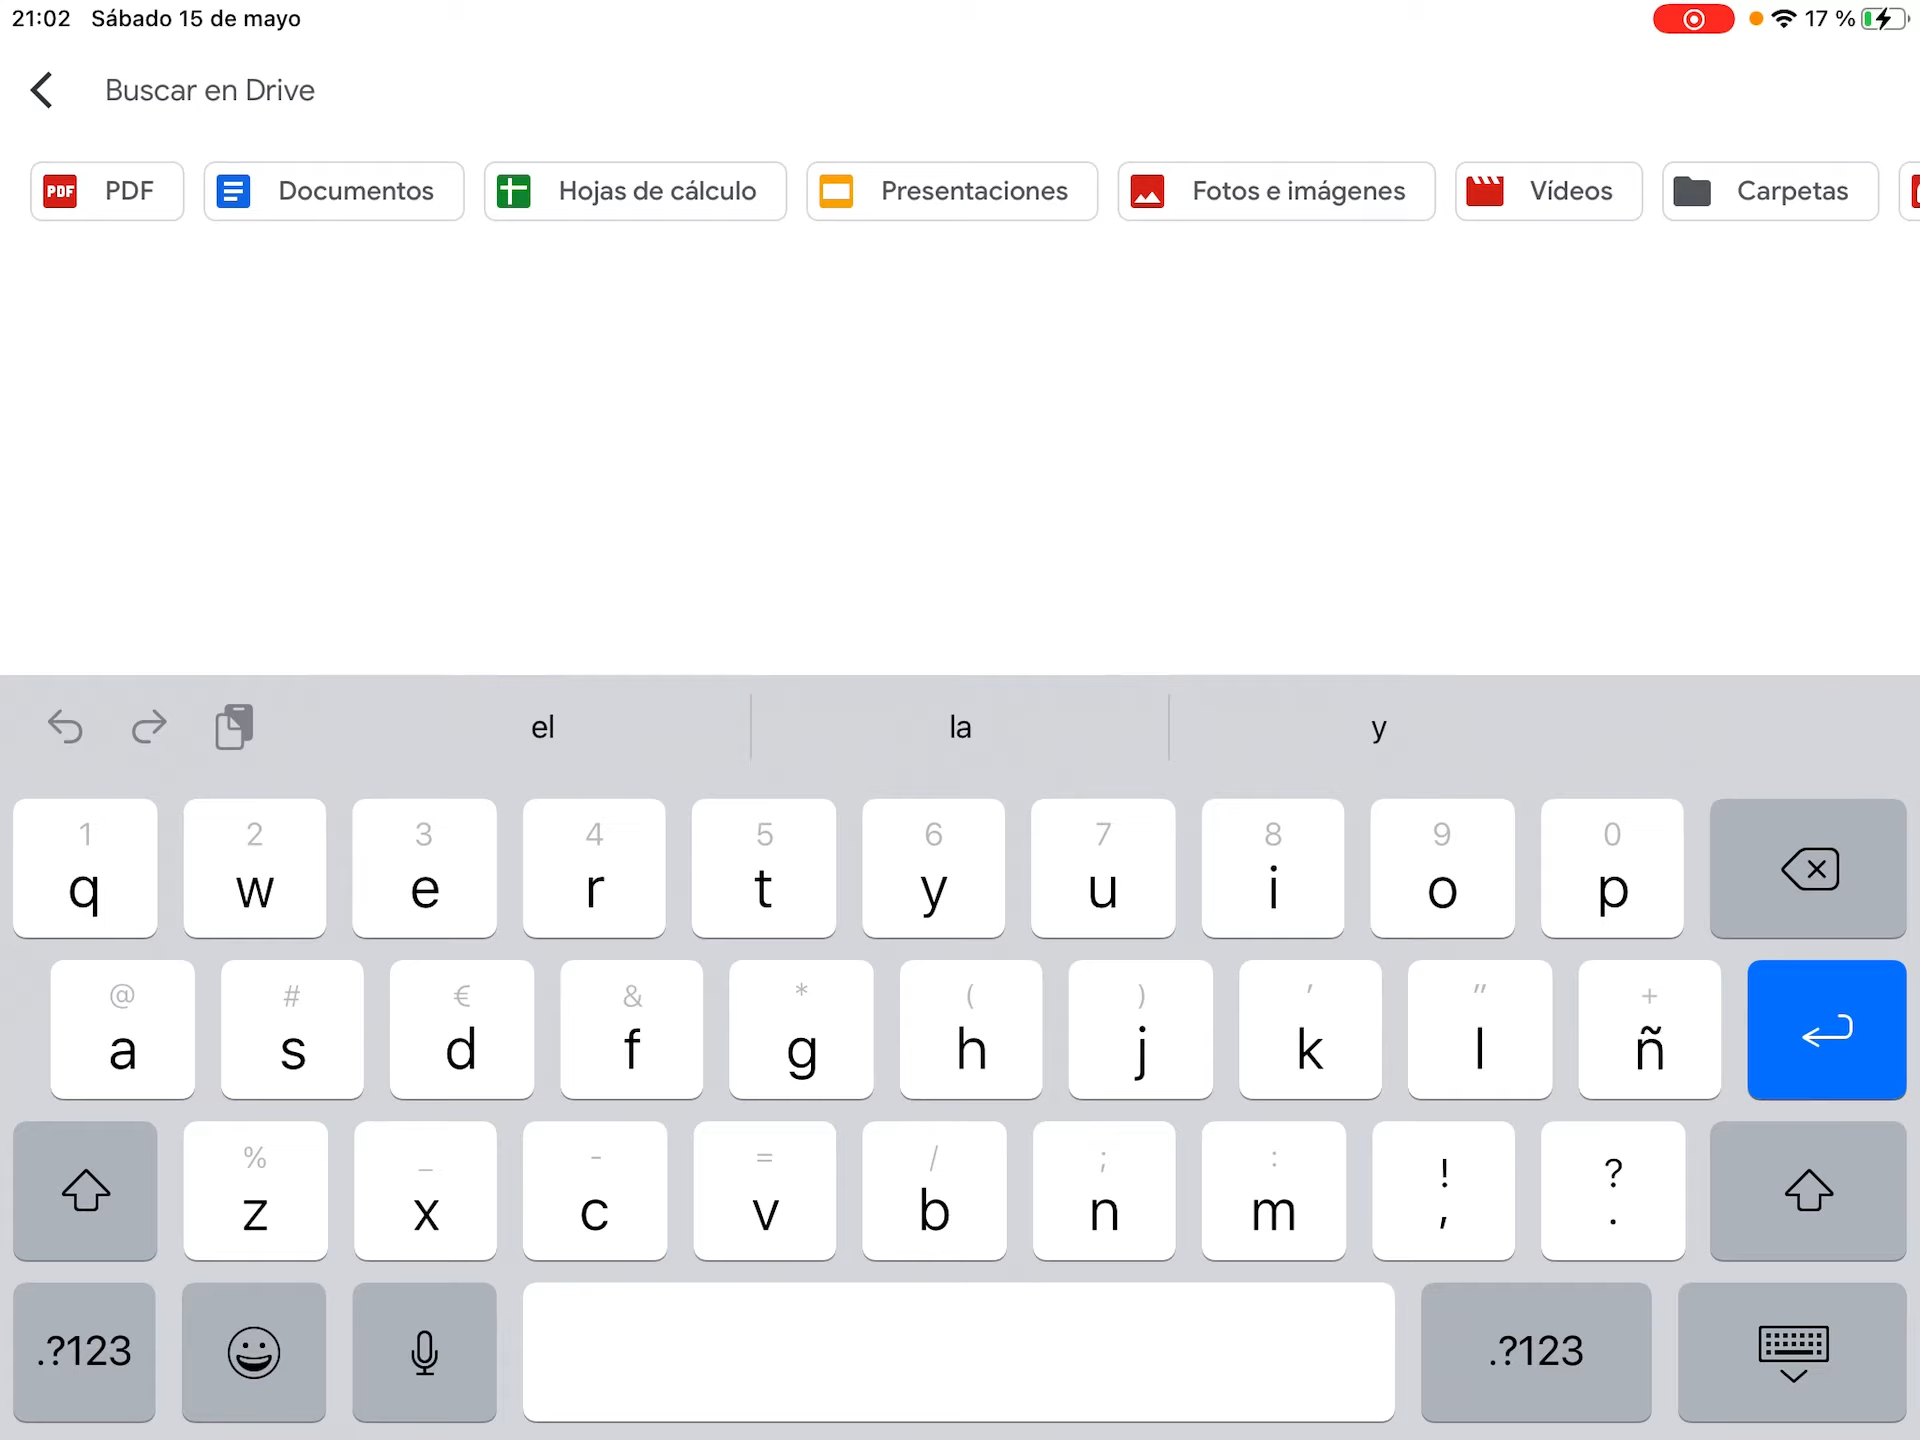 21:02 Sábado 15 de mayo 17 %
Buscar en Drive
PDF PDF Documentos Hojas de cálculo Presentaciones Fotos e imágenes Vídeos Carpetas
el la y
1 2 3 4 5 6 7 8 9 0
q w e r t y u i o p
@ # € & * ( ) ' " +
a s d f g h j k l ñ
% _ - = / ; : ! ?
z x c v b n m , .
.?123 .?123